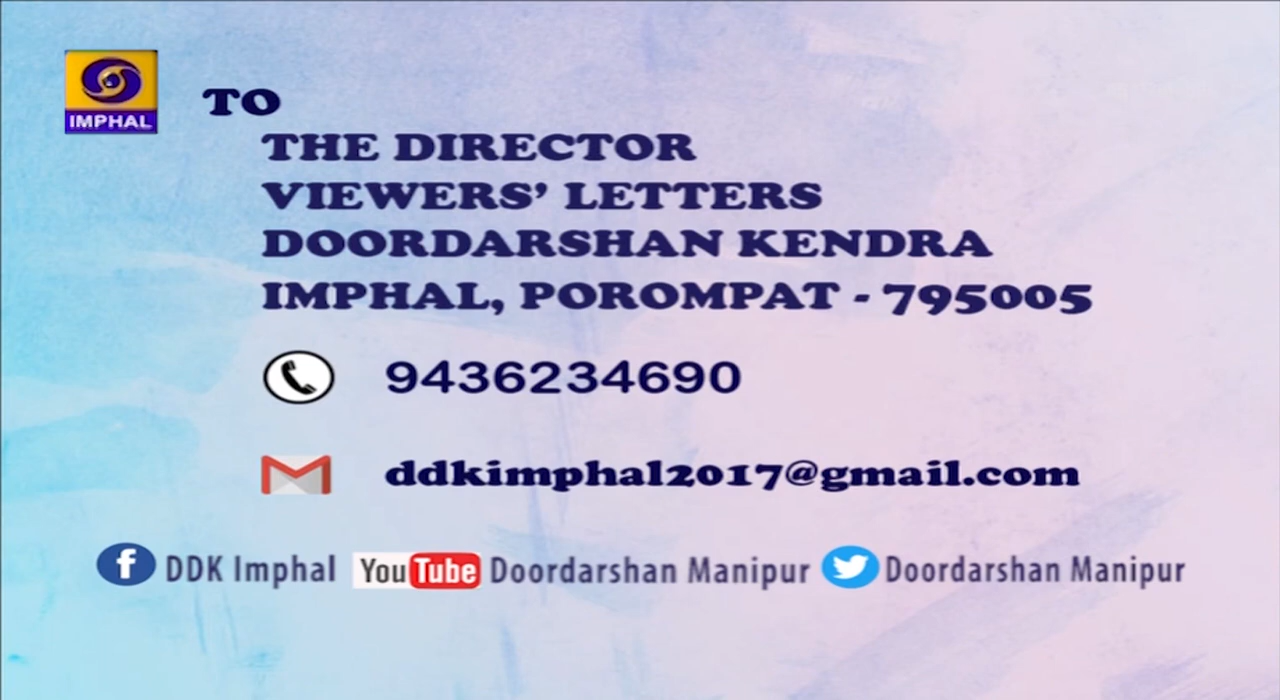 IMPHAL
TO
THE DIRECTOR
VIEWERS’ LETTERS
DOORDARSHAN KENDRA
IMPHAL, POROMPAT - 795005
9436234690
ddkimphal2017@gmail.com
f DDK Imphal YouTube Doordarshan Manipur Doordarshan Manipur